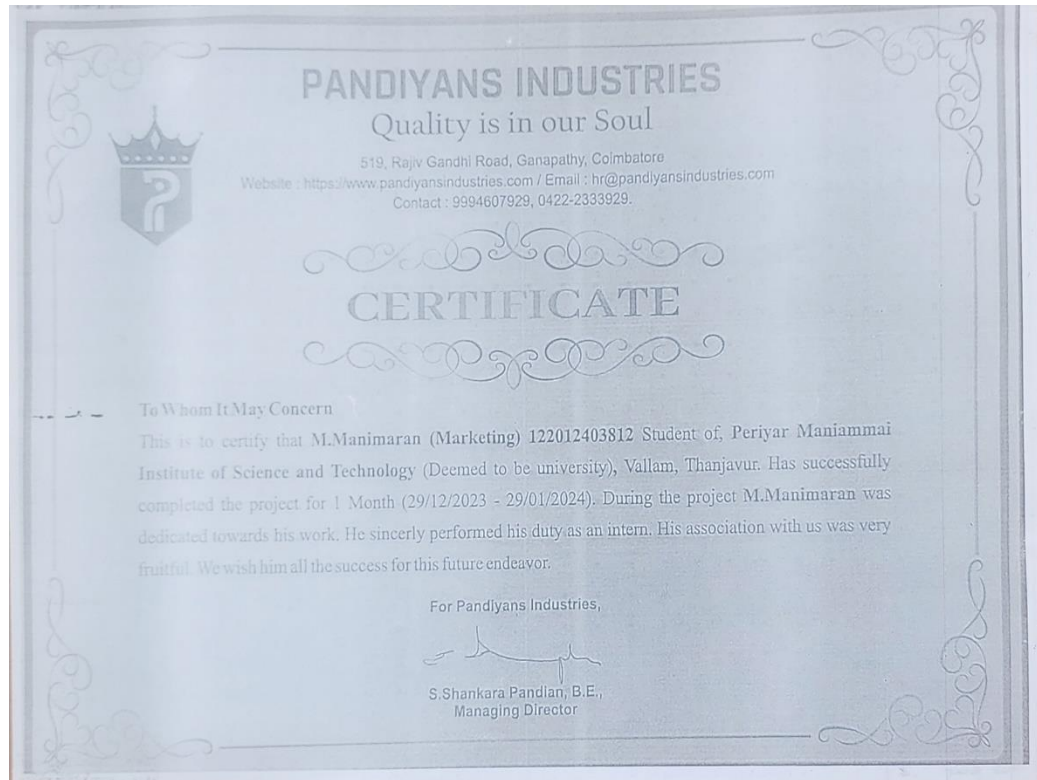 PANDIYANS INDUSTRIES
Quality is in our Soul
519, Rajiv Gandhi Road, Ganapathy, Coimbatore
Website : https://www.pandiyansindustries.com / Email : hr@pandiyansindustries.com
Contact : 9994607929, 0422-2333929.
CERTIFICATE
To Whom It May Concern
This is to certify that M.Manimaran (Marketing) 122012403812 Student of, Periyar Maniammai
Institute of Science and Technology (Deemed to be university), Vallam, Thanjavur. Has successfully
completed the project for 1 Month (29/12/2023 - 29/01/2024). During the project M.Manimaran was
dedicated towards his work. He sincerly performed his duty as an intern. His association with us was very
fruitful. We wish him all the success for this future endeavor.
For Pandiyans Industries,
S.Shankara Pandian, B.E.,
Managing Director